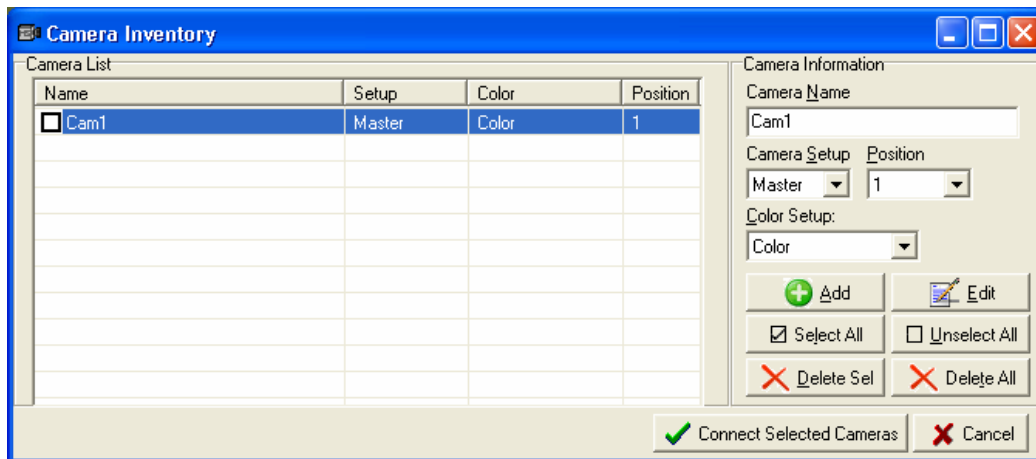 Camera Inventory
Camera List
Name Setup Color Position
Cam1 Master Color 1
Camera Information
Camera Name
Cam1
Camera Setup Position
Master 1
Color Setup:
Color
Add Edit
Select All Unselect All
Delete Sel Delete All
Connect Selected Cameras Cancel